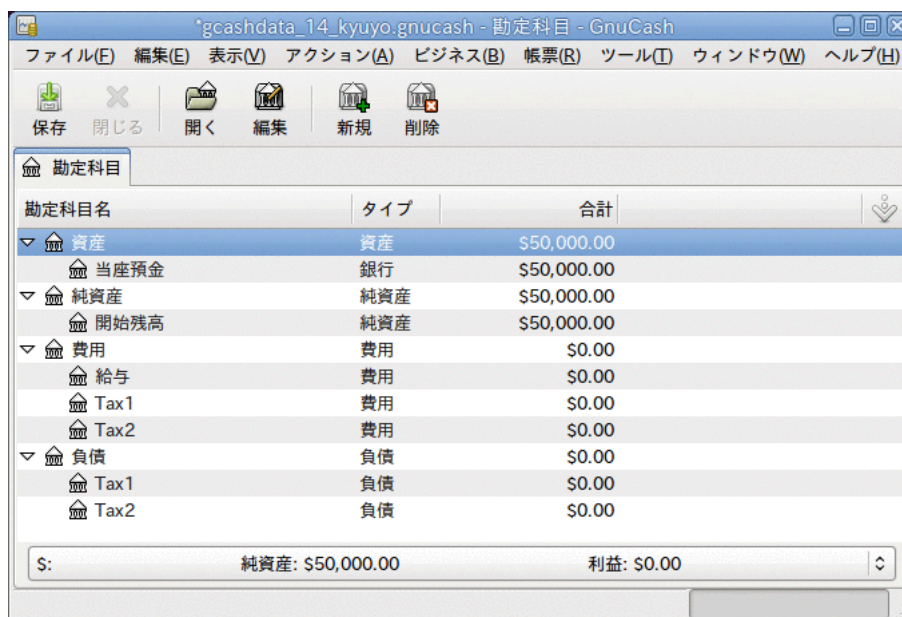 *gcashdata_14_kyuyo.gnucash - 勘定科目 - GnuCash
ファイル(F) 編集(E) 表示(V) アクション(A) ビジネス(B) 帳票(R) ツール(T) ウィンドウ(W) ヘルプ(H)
保存 閉じる 開く 編集 新規 削除
勘定科目
勘定科目名 タイプ 合計
資産 資産 $50,000.00
当座預金 銀行 $50,000.00
純資産 純資産 $50,000.00
開始残高 純資産 $50,000.00
費用 費用 $0.00
給与 費用 $0.00
Tax1 費用 $0.00
Tax2 費用 $0.00
負債 負債 $0.00
Tax1 負債 $0.00
Tax2 負債 $0.00
$: 純資産: $50,000.00 利益: $0.00